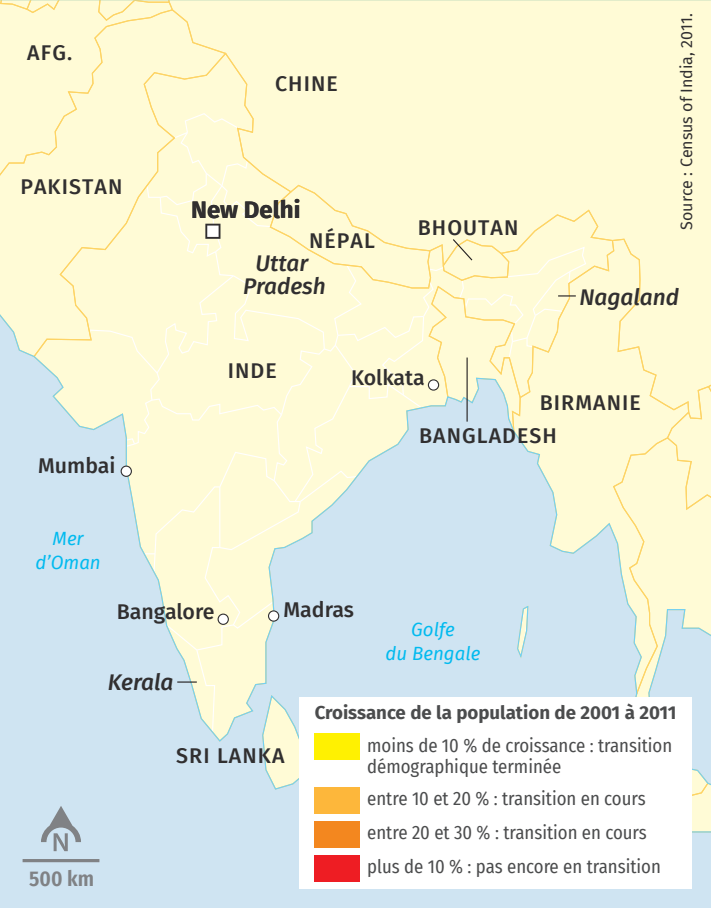 AFG.
CHINE
Source : Census of India, 2011.
PAKISTAN
New Delhi
NÉPAL
BHOUTAN
Uttar
Pradesh
Nagaland
INDE
Kolkata
BIRMANIE
BANGLADESH
Mumbai
Mer
d'Oman
Bangalore
Madras
Golfe
du Bengale
Kerala
SRI LANKA
Croissance de la population de 2001 à 2011
moins de 10 % de croissance : transition
démographique terminée
entre 10 et 20 % : transition en cours
entre 20 et 30 % : transition en cours
plus de 10 % : pas encore en transition
N
500 km